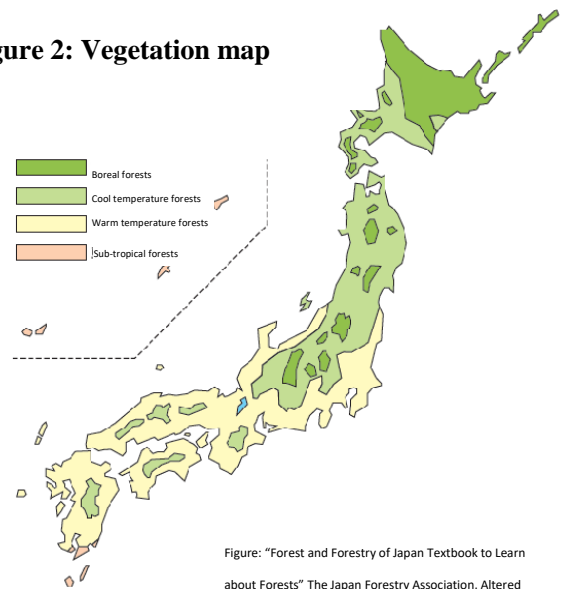 gure 2: Vegetation map
Boreal forests
Cool temperature forests
Warm temperature forests
Sub-tropical forests
Figure: “Forest and Forestry of Japan Textbook to Learn
about Forests” The Japan Forestry Association. Altered